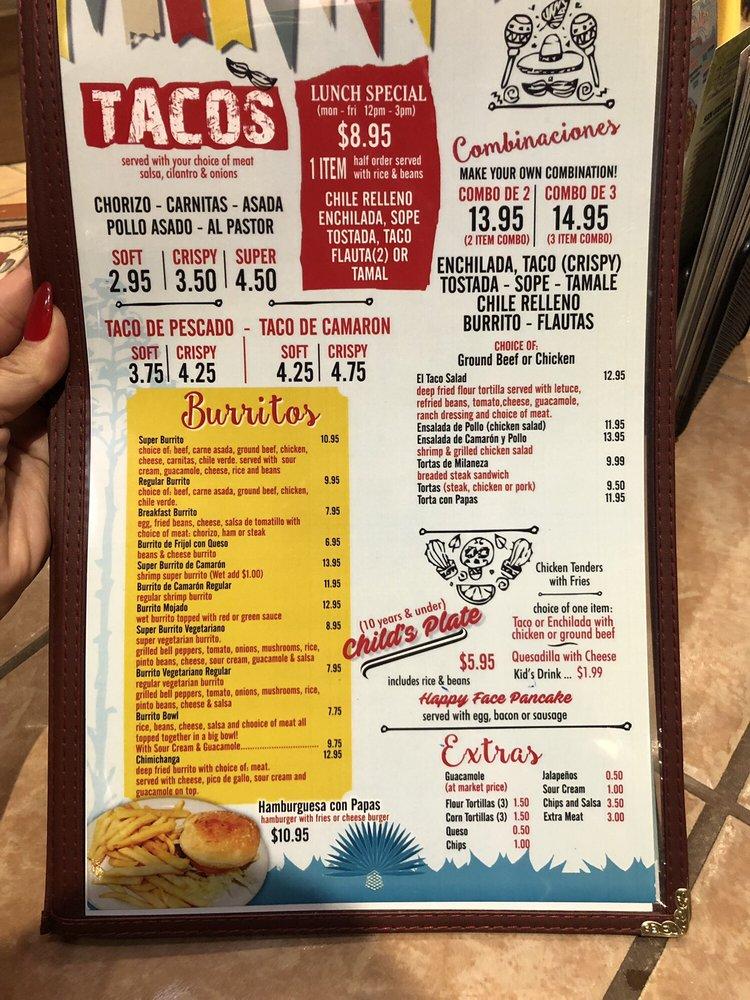 TACOS
served with your choice of meat
salsa, cilantro & onions
CHORIZO - CARNITAS - ASADA
POLLO ASADO - AL PASTOR
SOFT | CRISPY | SUPER
2.95 | 3.50 | 4.50
TACO DE PESCADO - TACO DE CAMARON
SOFT | CRISPY SOFT | CRISPY
3.75 | 4.25 4.25 | 4.75
LUNCH SPECIAL
(mon - fri 12pm - 3pm)
$8.95
1 ITEM half order served
with rice & beans
CHILE RELLENO
ENCHILADA, SOPE
TOSTADA, TACO
FLAUTA(2) OR
TAMAL
Combinaciones
MAKE YOUR OWN COMBINATION!
COMBO DE 2 | COMBO DE 3
13.95 | 14.95
(2 ITEM COMBO) (3 ITEM COMBO)
ENCHILADA, TACO (CRISPY)
TOSTADA - SOPE - TAMALE
CHILE RELLENO
BURRITO - FLAUTAS
CHOICE OF:
Ground Beef or Chicken
El Taco Salad 12.95
deep fried flour tortilla served with letuce,
refried beans, tomato,cheese, guacamole,
ranch dressing and choice of meat.
Ensalada de Pollo (chicken salad) 11.95
Ensalada de Camarón y Pollo 13.95
shrimp & grilled chicken salad
Tortas de Milaneza 9.99
breaded steak sandwich
Tortas (steak, chicken or pork) 9.50
Torta con Papas 11.95
Burritos
Super Burrito 10.95
choice of: beef, carne asada, ground beef, chicken,
cheese, carnitas, chile verde. served with sour
cream, guacamole, cheese, rice and beans
Regular Burrito 9.95
choice of: beef, carne asada, ground beef, chicken,
chile verde.
Breakfast Burrito 7.95
egg, fried beans, cheese, salsa de tomatillo with
choice of meat: chorizo, ham or steak
Burrito de Frijol con Queso 6.95
beans & cheese burrito
Super Burrito de Camarón 13.95
shrimp super burrito (Wet add $1.00)
Burrito de Camarón Regular 11.95
regular shrimp burrito
Burrito Mojado 12.95
wet burrito topped with red or green sauce
Super Burrito Vegetariano 8.95
super vegetarian burrito.
grilled bell peppers, tomato, onions, mushrooms, rice,
pinto beans, cheese, sour cream, guacamole & salsa
Burrito Vegetariano Regular 7.95
regular vegetarian burrito
grilled bell peppers, tomato, onions, mushrooms, rice,
pinto beans, cheese & salsa
Burrito Bowl 7.75
rice, beans, cheese, salsa and chooice of meat all
topped together in a big bowl!
With Sour Cream & Guacamole.............................. 9.75
Chimichanga 12.95
deep fried burrito with choice of: meat.
served with cheese, pico de gallo, sour cream and
guacamole on top.
Hamburguesa con Papas
hamburger with fries or cheese burger
$10.95
(10 years & under)
Child's Plate
$5.95
includes rice & beans
Chicken Tenders
with Fries
choice of one item:
Taco or Enchilada with
chicken or ground beef
Quesadilla with Cheese
Kid's Drink ... $1.99
Happy Face Pancake
served with egg, bacon or sausage
Extras
Guacamole
(at market price)
Flour Tortillas (3) 1.50
Corn Tortillas (3) 1.50
Queso 0.50
Chips 1.00
Jalapeños 0.50
Sour Cream 1.00
Chips and Salsa 3.50
Extra Meat 3.00